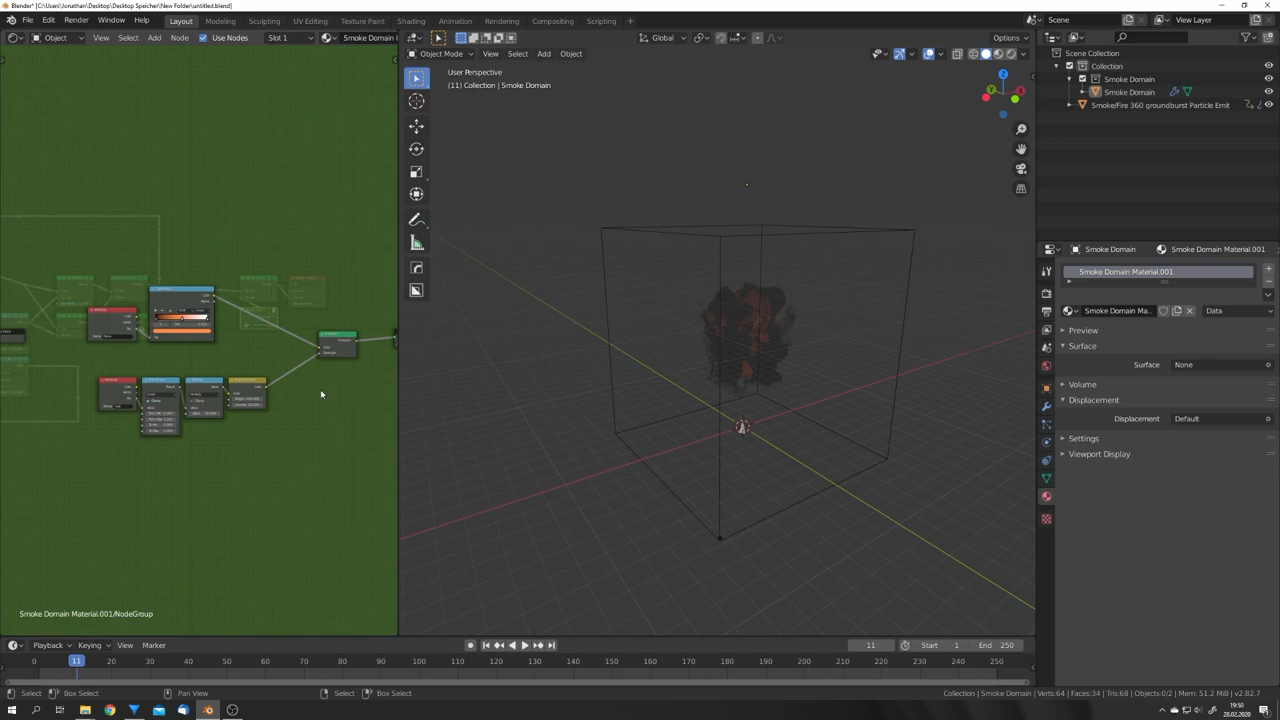 Blender* [C:\Users\Jonathan\Desktop\Desktop Speicher\New Folder\untitled.blend]
File Edit Render Window Help Layout Modeling Sculpting UV Editing Texture Paint Shading Animation Rendering Compositing Scripting Scene View Layer
Object View Select Add Node Use Nodes Slot 1 Smoke Domain Global Options
Object Mode View Select Add Object
User Perspective
(11) Collection | Smoke Domain
Scene Collection
Collection
Smoke Domain
Smoke Domain
Smoke/Fire 360 groundburst Particle Emit
Smoke Domain Smoke Domain Material.001
Smoke Domain Material.001
Smoke Domain Ma... Data
Preview
Surface
Surface None
Volume
Displacement
Displacement Default
Settings
Viewport Display
Smoke Domain Material.001/NodeGroup
Playback Keying View Marker 11 Start 1 End 250
0 11 20 30 40 50 60 70 80 90 100 110 120 130 140 150 160 170 180 190 200 210 220 230 240 250
Select Box Select Pan View Select Box Select Collection | Smoke Domain | Verts:64 | Faces:34 | Tris:68 | Objects:0/2 | Mem: 51.2 MiB | v2.82.7
19:50
28.02.2020